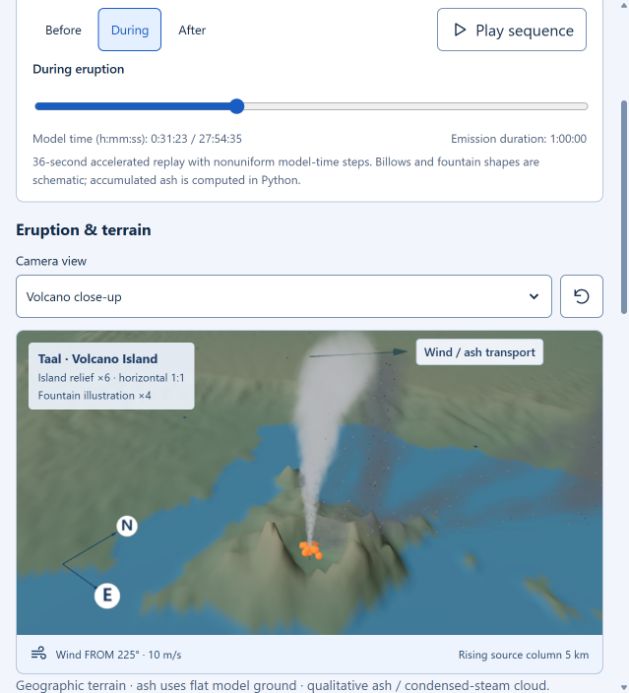 Before
During
After
Play sequence
During eruption
Model time (h:mm:ss): 0:31:23 / 27:54:35
Emission duration: 1:00:00
36-second accelerated replay with nonuniform model-time steps. Billows and fountain shapes are
schematic; accumulated ash is computed in Python.
Eruption & terrain
Camera view
Volcano close-up
Taal · Volcano Island
Island relief ×6 · horizontal 1:1
Fountain illustration ×4
Wind / ash transport
N
E
Wind FROM 225° · 10 m/s
Rising source column 5 km
Geographic terrain · ash uses flat model ground · qualitative ash / condensed-steam cloud.